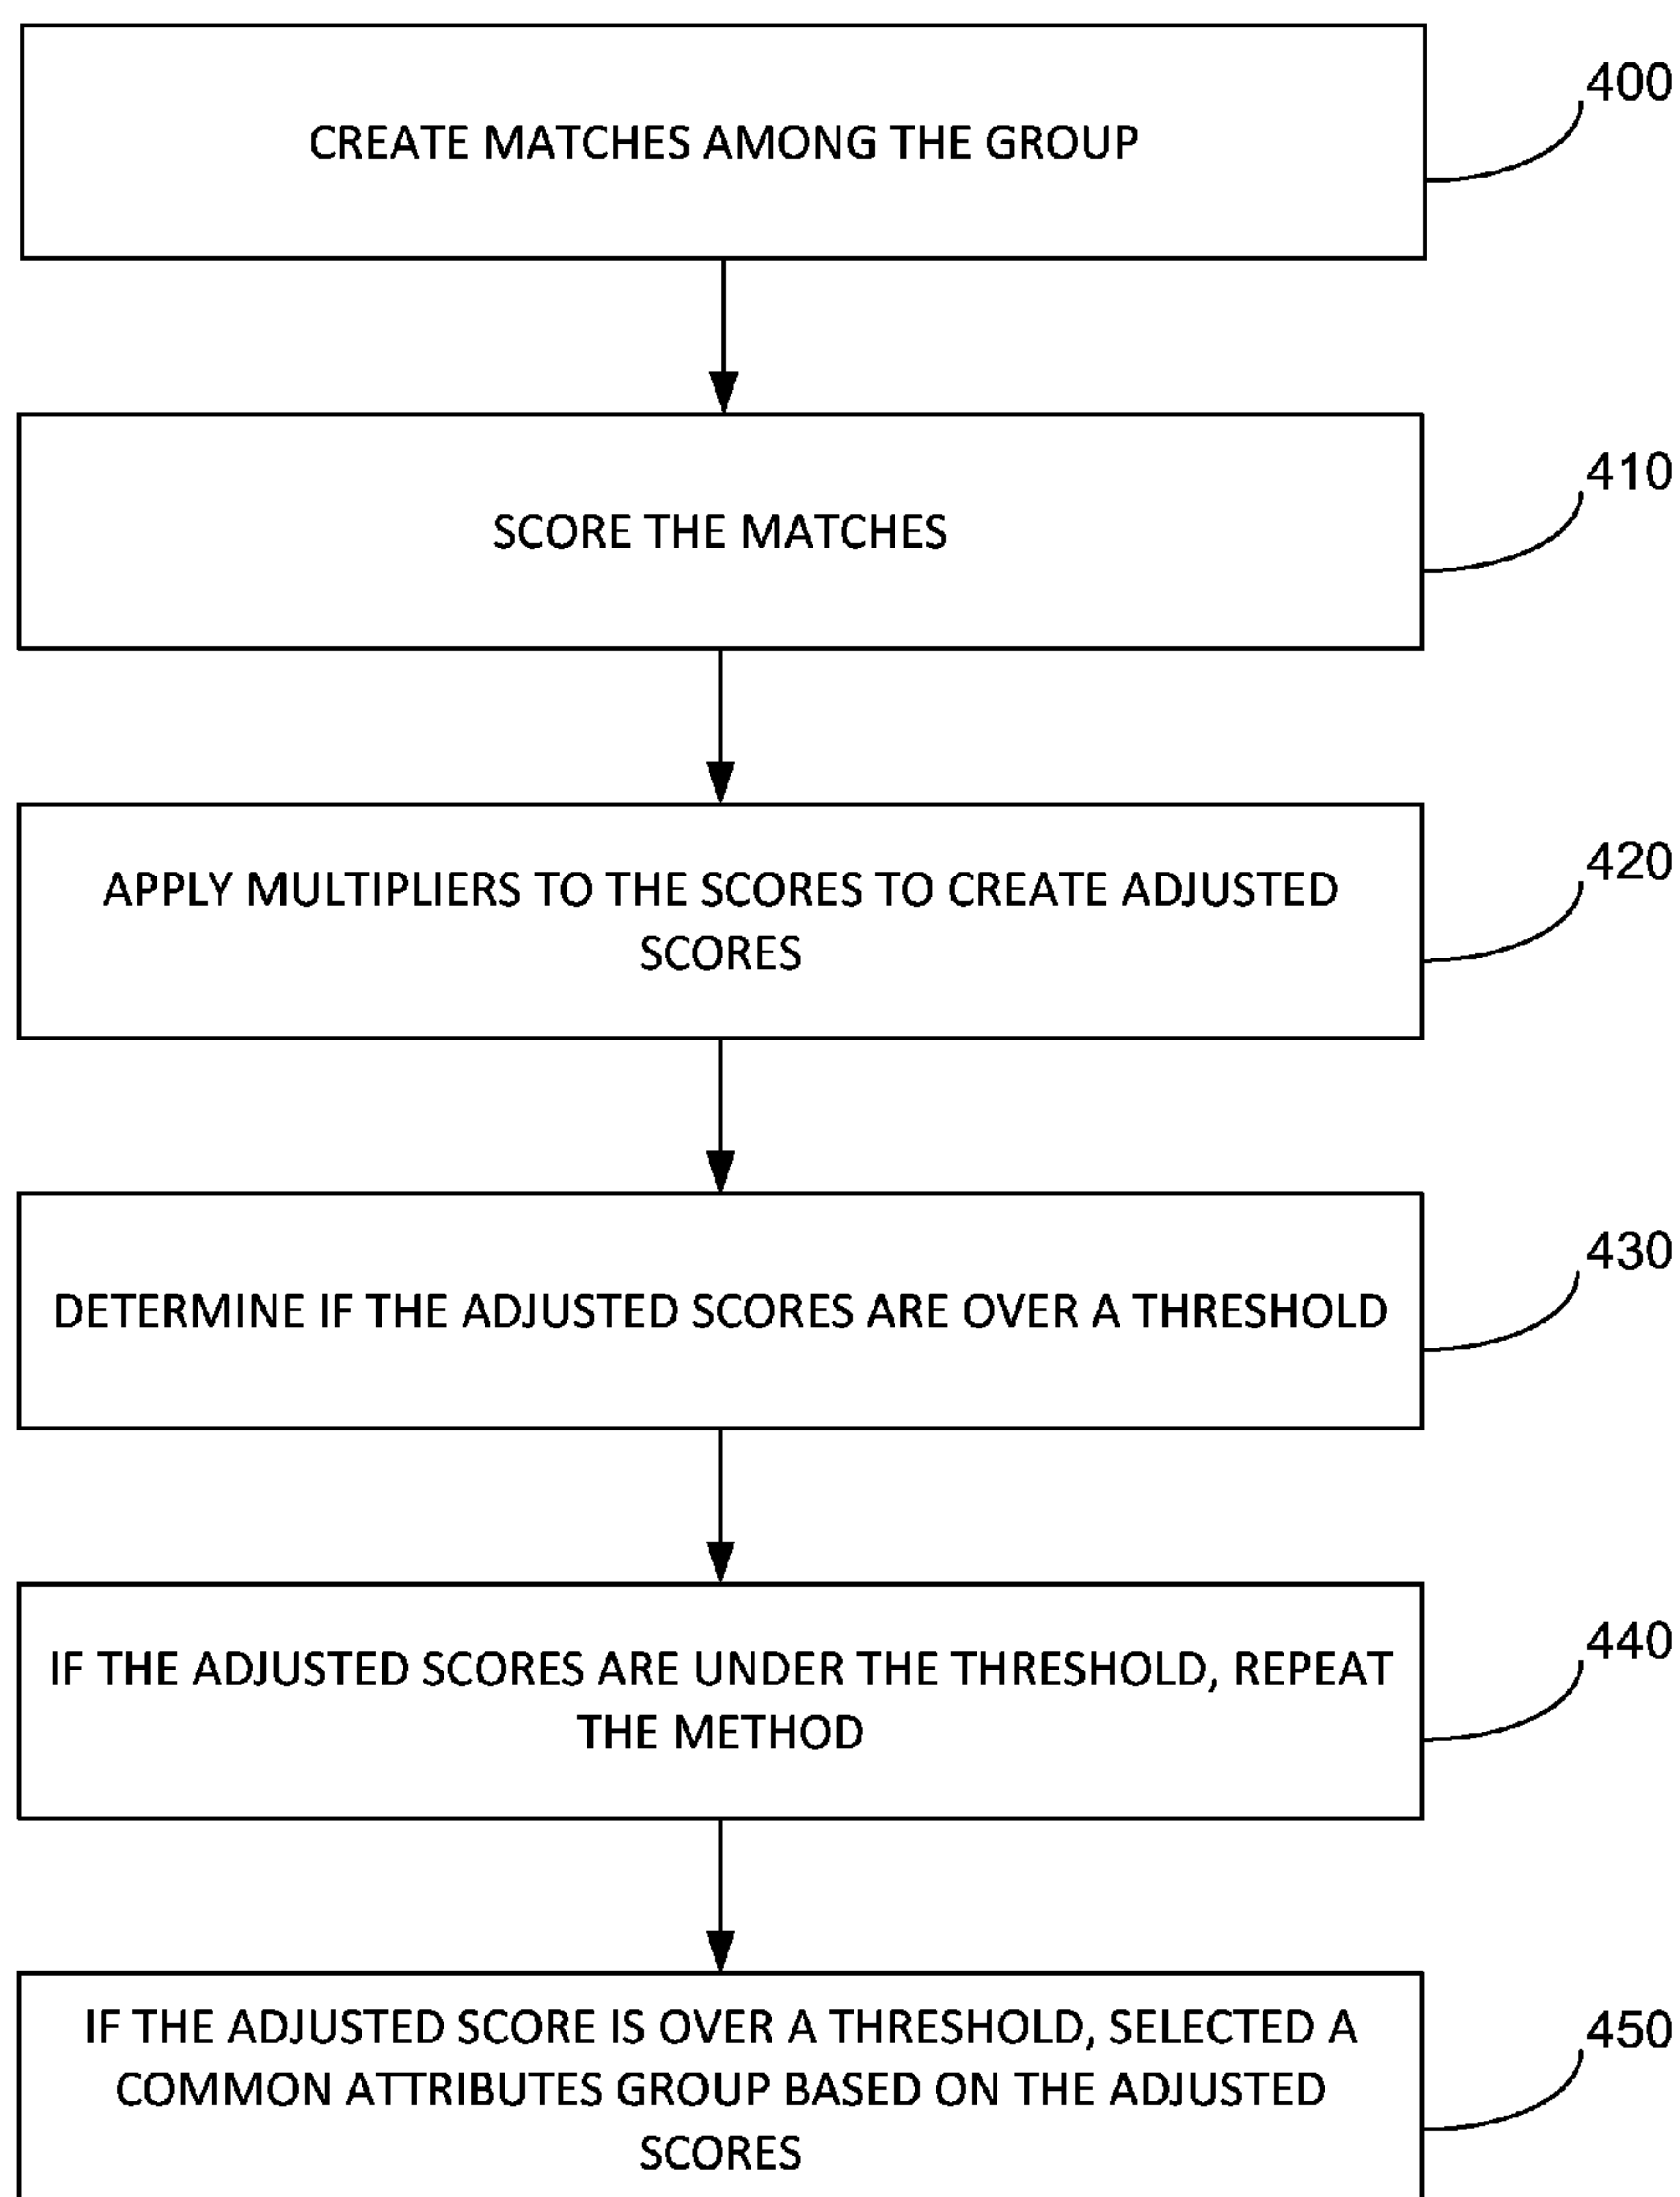 CREATE MATCHES AMONG THE GROUP
400
SCORE THE MATCHES
410
APPLY MULTIPLIERS TO THE SCORES TO CREATE ADJUSTED
SCORES
420
DETERMINE IF THE ADJUSTED SCORES ARE OVER A THRESHOLD
430
IF THE ADJUSTED SCORES ARE UNDER THE THRESHOLD, REPEAT
THE METHOD
440
IF THE ADJUSTED SCORE IS OVER A THRESHOLD, SELECTED A
COMMON ATTRIBUTES GROUP BASED ON THE ADJUSTED
SCORES
450